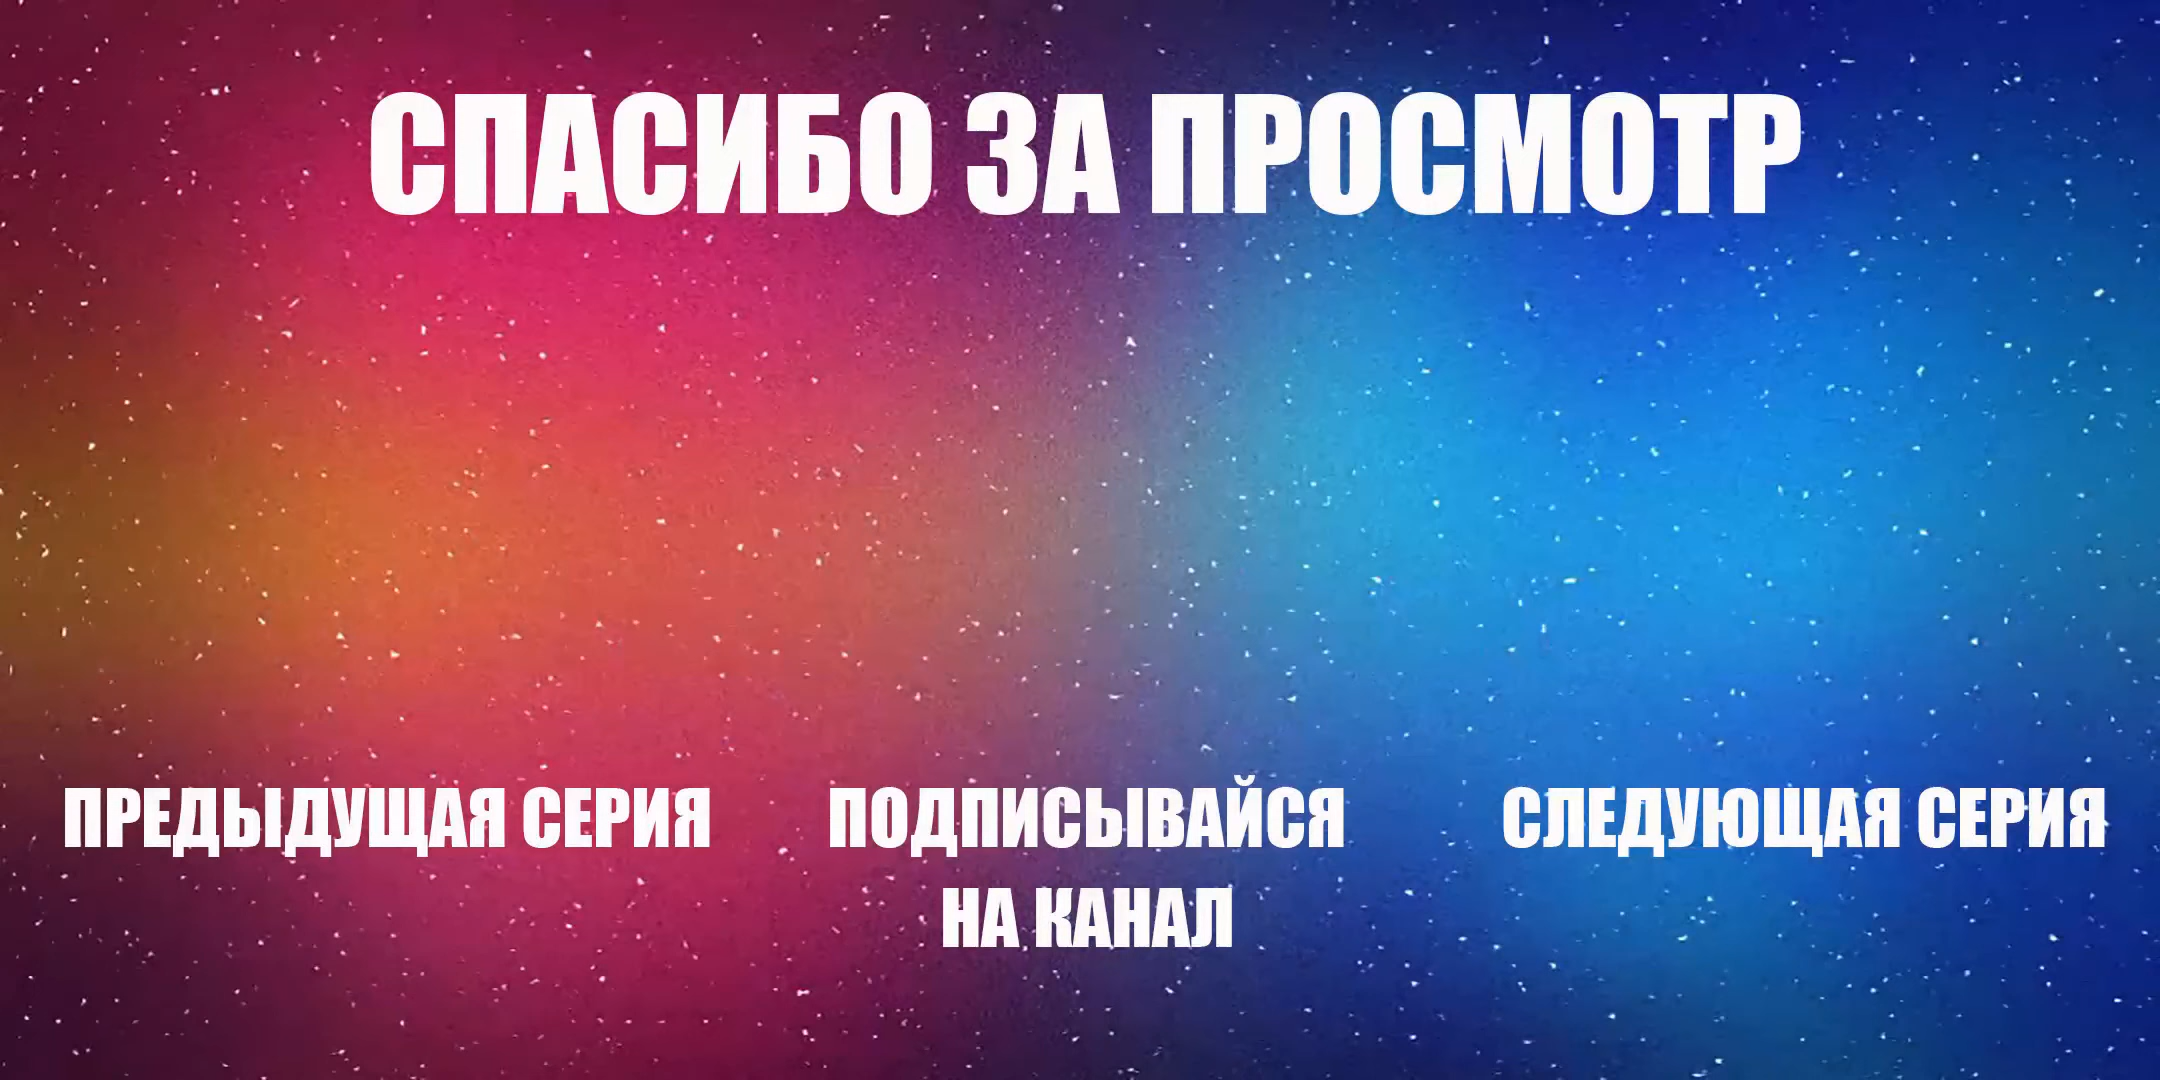 СПАСИБО ЗА ПРОСМОТР
ПРЕДЫДУЩАЯ СЕРИЯ
ПОДПИСЫВАЙСЯ
НА КАНАЛ
СЛЕДУЮЩАЯ СЕРИЯ